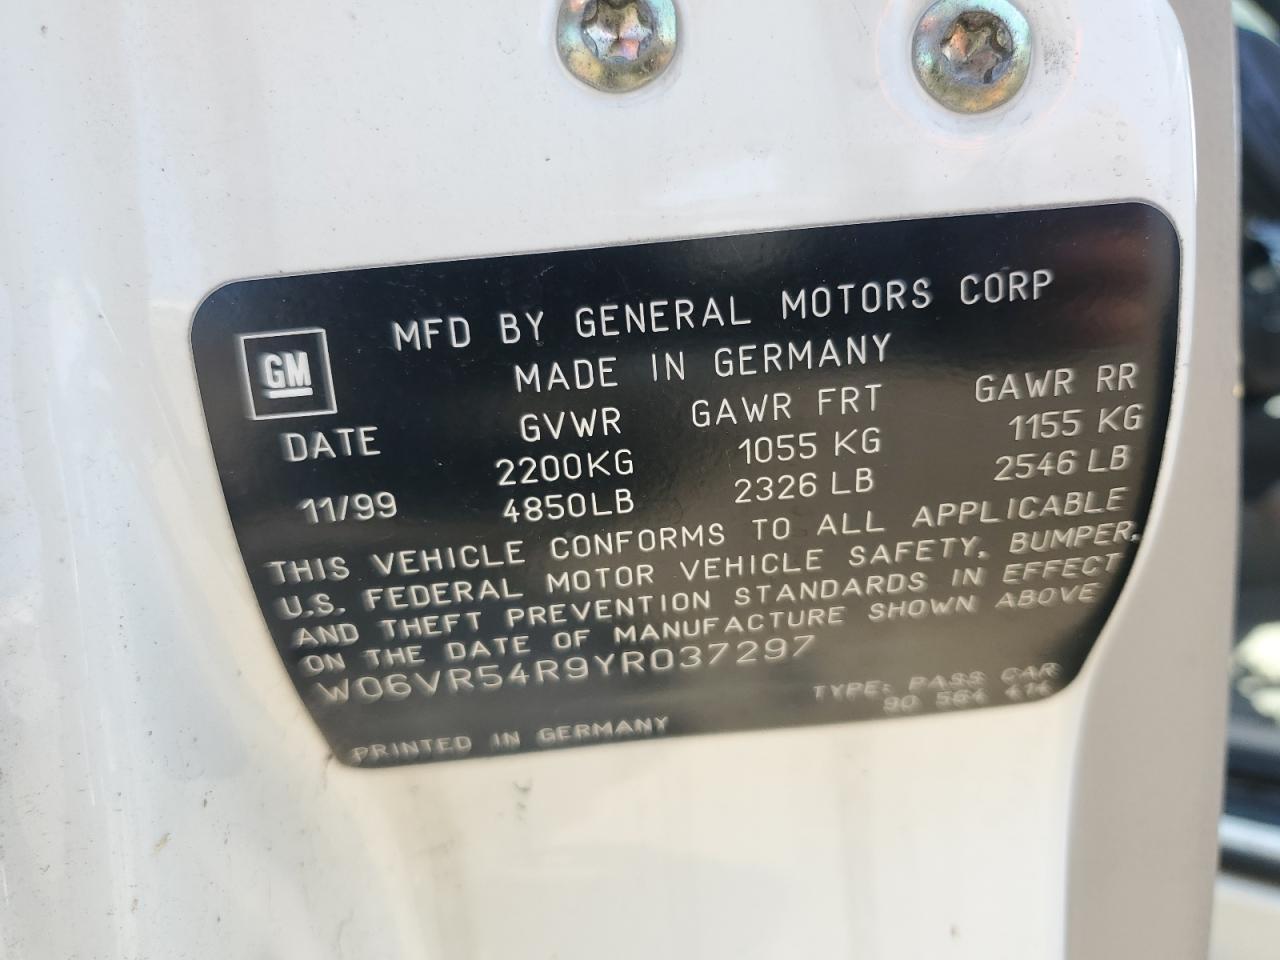 MFD BY GENERAL MOTORS CORP
GM
MADE IN GERMANY
DATE GVWR GAWR FRT GAWR RR
2200KG 1055 KG 1155 KG
11/99 4850LB 2326 LB 2546 LB
THIS VEHICLE CONFORMS TO ALL APPLICABLE
U.S. FEDERAL MOTOR VEHICLE SAFETY, BUMPER,
AND THEFT PREVENTION STANDARDS IN EFFECT
ON THE DATE OF MANUFACTURE SHOWN ABOVE
W06VR54R9YR037297
TYPE: PASS CAR
90 564 414
PRINTED IN GERMANY